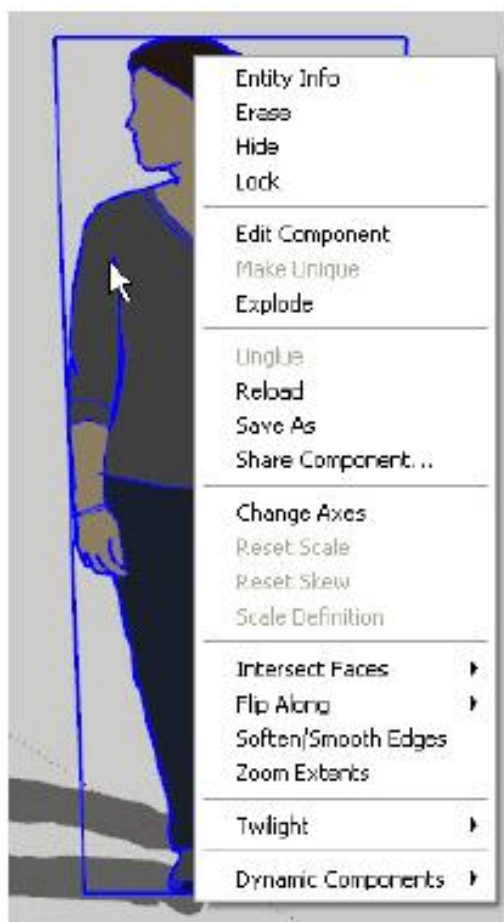 Entity Info
Erase
Hide
Lock
Edit Component
Make Unique
Explode
Unglue
Reload
Save As
Share Component...
Change Axes
Reset Scale
Reset Skew
Scale Definition
Intersect Faces
Flip Along
Soften/Smooth Edges
Zoom Extents
Twilight
Dynamic Components